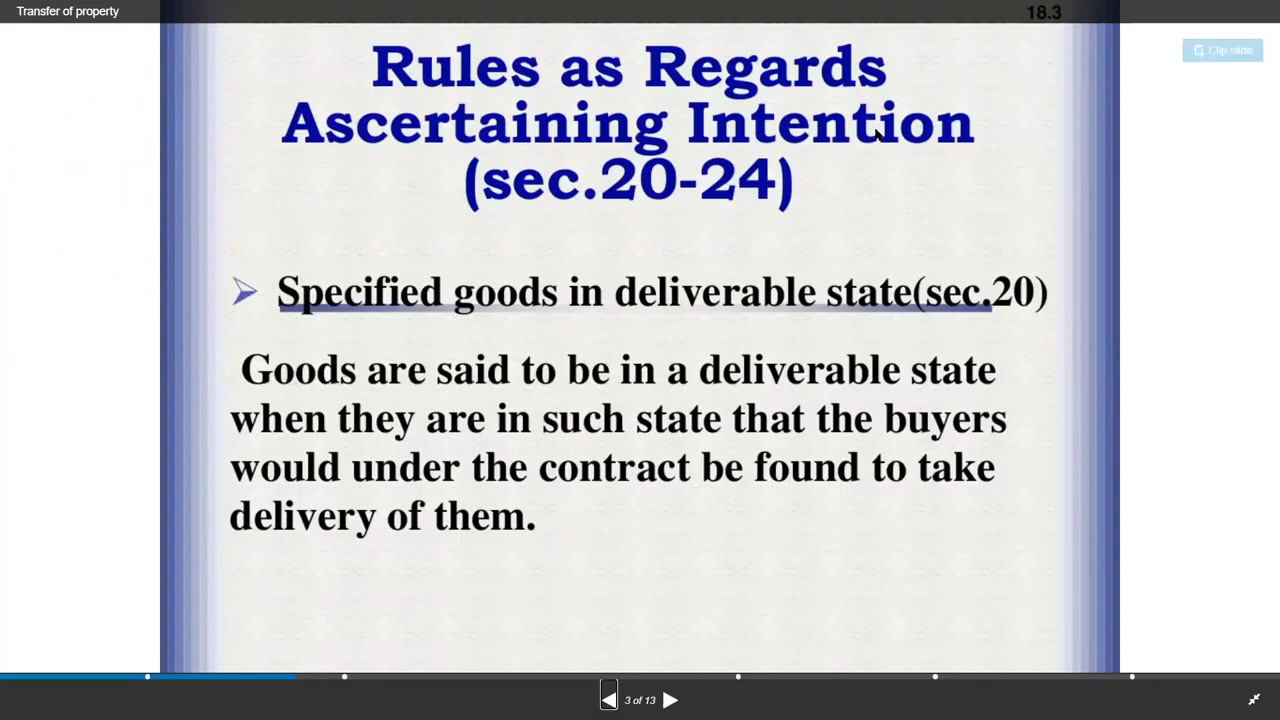 Transfer of property
18.3
Clip slide
Rules as Regards
Ascertaining Intention
(sec.20-24)
Specified goods in deliverable state(sec.20)
Goods are said to be in a deliverable state
when they are in such state that the buyers
would under the contract be found to take
delivery of them.
3 of 13